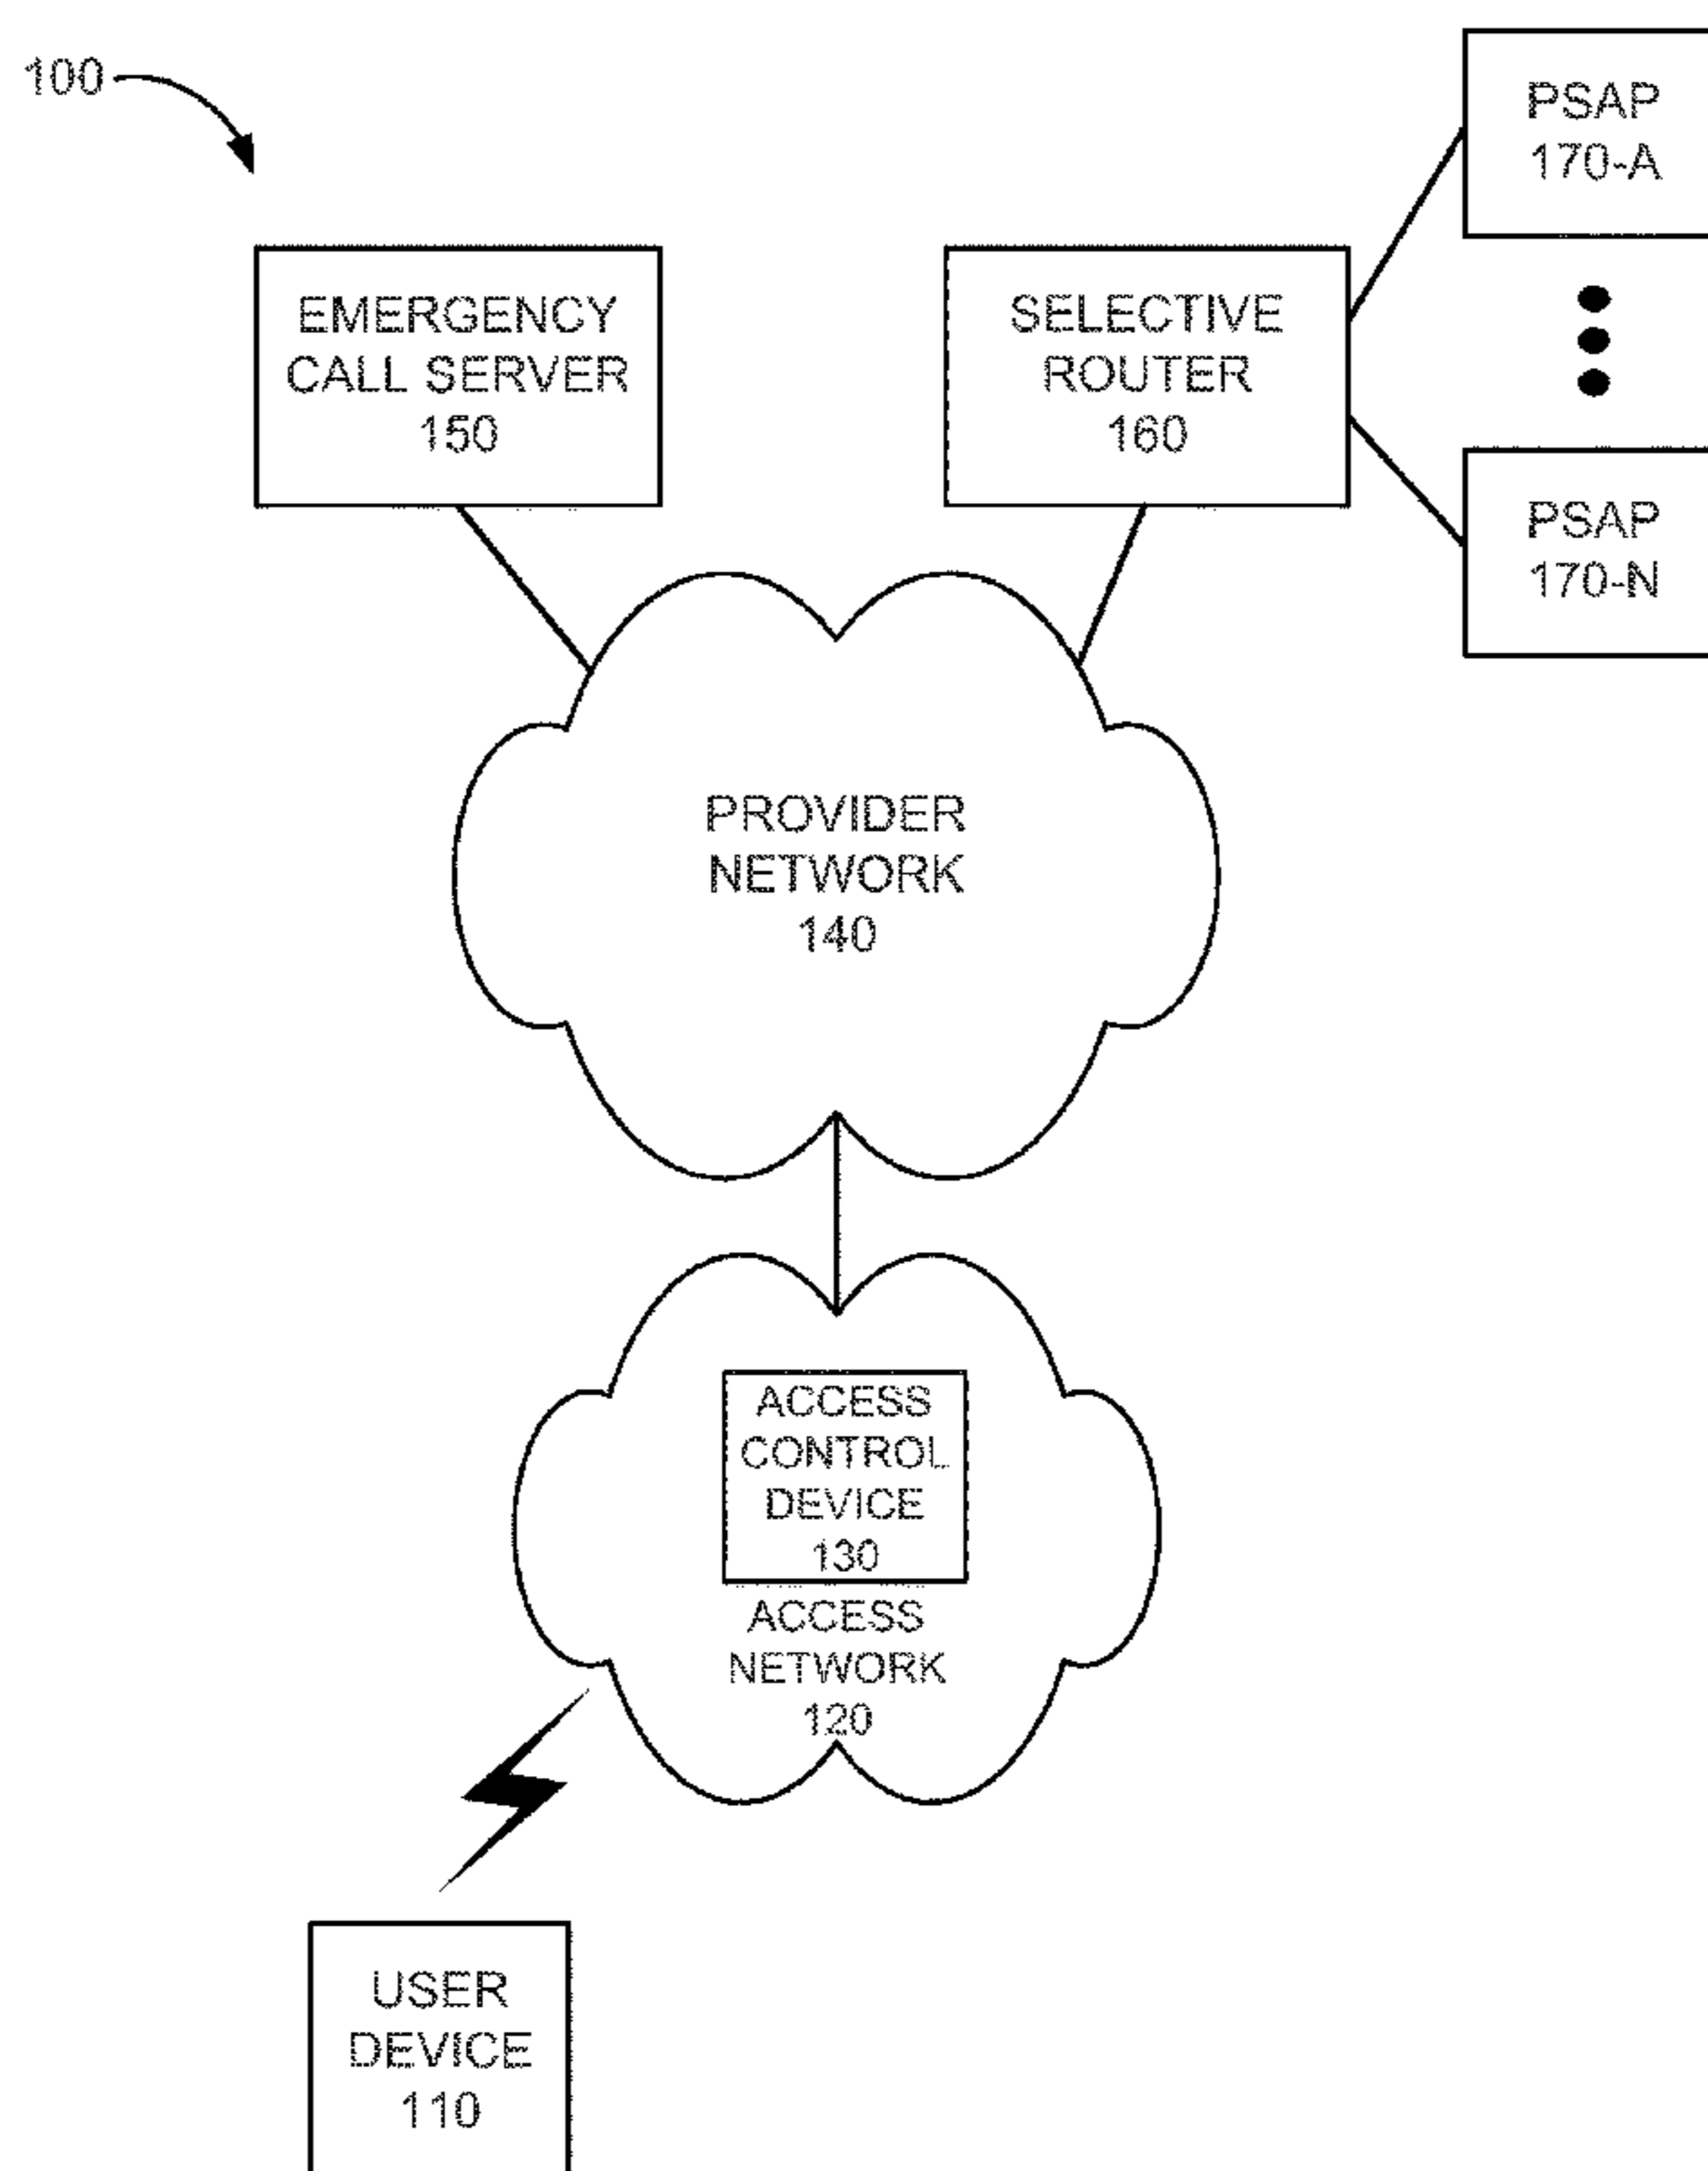 100
PSAP
170-A
EMERGENCY
CALL SERVER
150
SELECTIVE
ROUTER
160
PSAP
170-N
PROVIDER
NETWORK
140
ACCESS
CONTROL
DEVICE
130
ACCESS
NETWORK
120
USER
DEVICE
110